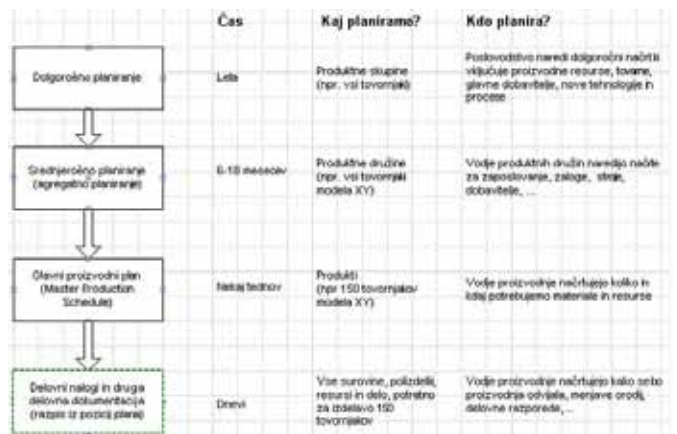 Čas Kaj planiramo? Kdo planira?
Dolgoročno planiranje
Leta
Produktne skupine
(npr. vsi tovornjaki)
Poslovodstvo naredi dolgoročni načrt ki
vključuje proizvodne resurse, tovarne,
glavne dobavitelje, nove tehnologije in
procese
Srednjeročno planiranje
(agregatno planiranje)
6-18 mesecev
Produktne družine
(npr. vsi tovornjaki
modela XY)
Vodje produktnih družin naredijo načrte
za zaposlovanje, zaloge, stroje,
dobavitelje, ...
Glavni proizvodni plan
(Master Production
Schedule)
Nekaj tednov
Produkti
(npr 150 tovornjakov
modela XY)
Vodje proizvodnje načrtujejo koliko in
kdaj potrebujemo materiale in resurse
Delovni nalogi in druga
delovna dokumentacija
(razpis iz pozicij plana)
Dnevi
Vse surovine, polizdelki,
resursi in delo, potrebno
za izdelavo 150
tovornjakov
Vodje proizvodnje načrtujejo kako se bo
proizvodnja odvijala, menjave orodij,
delovne razporede, ...